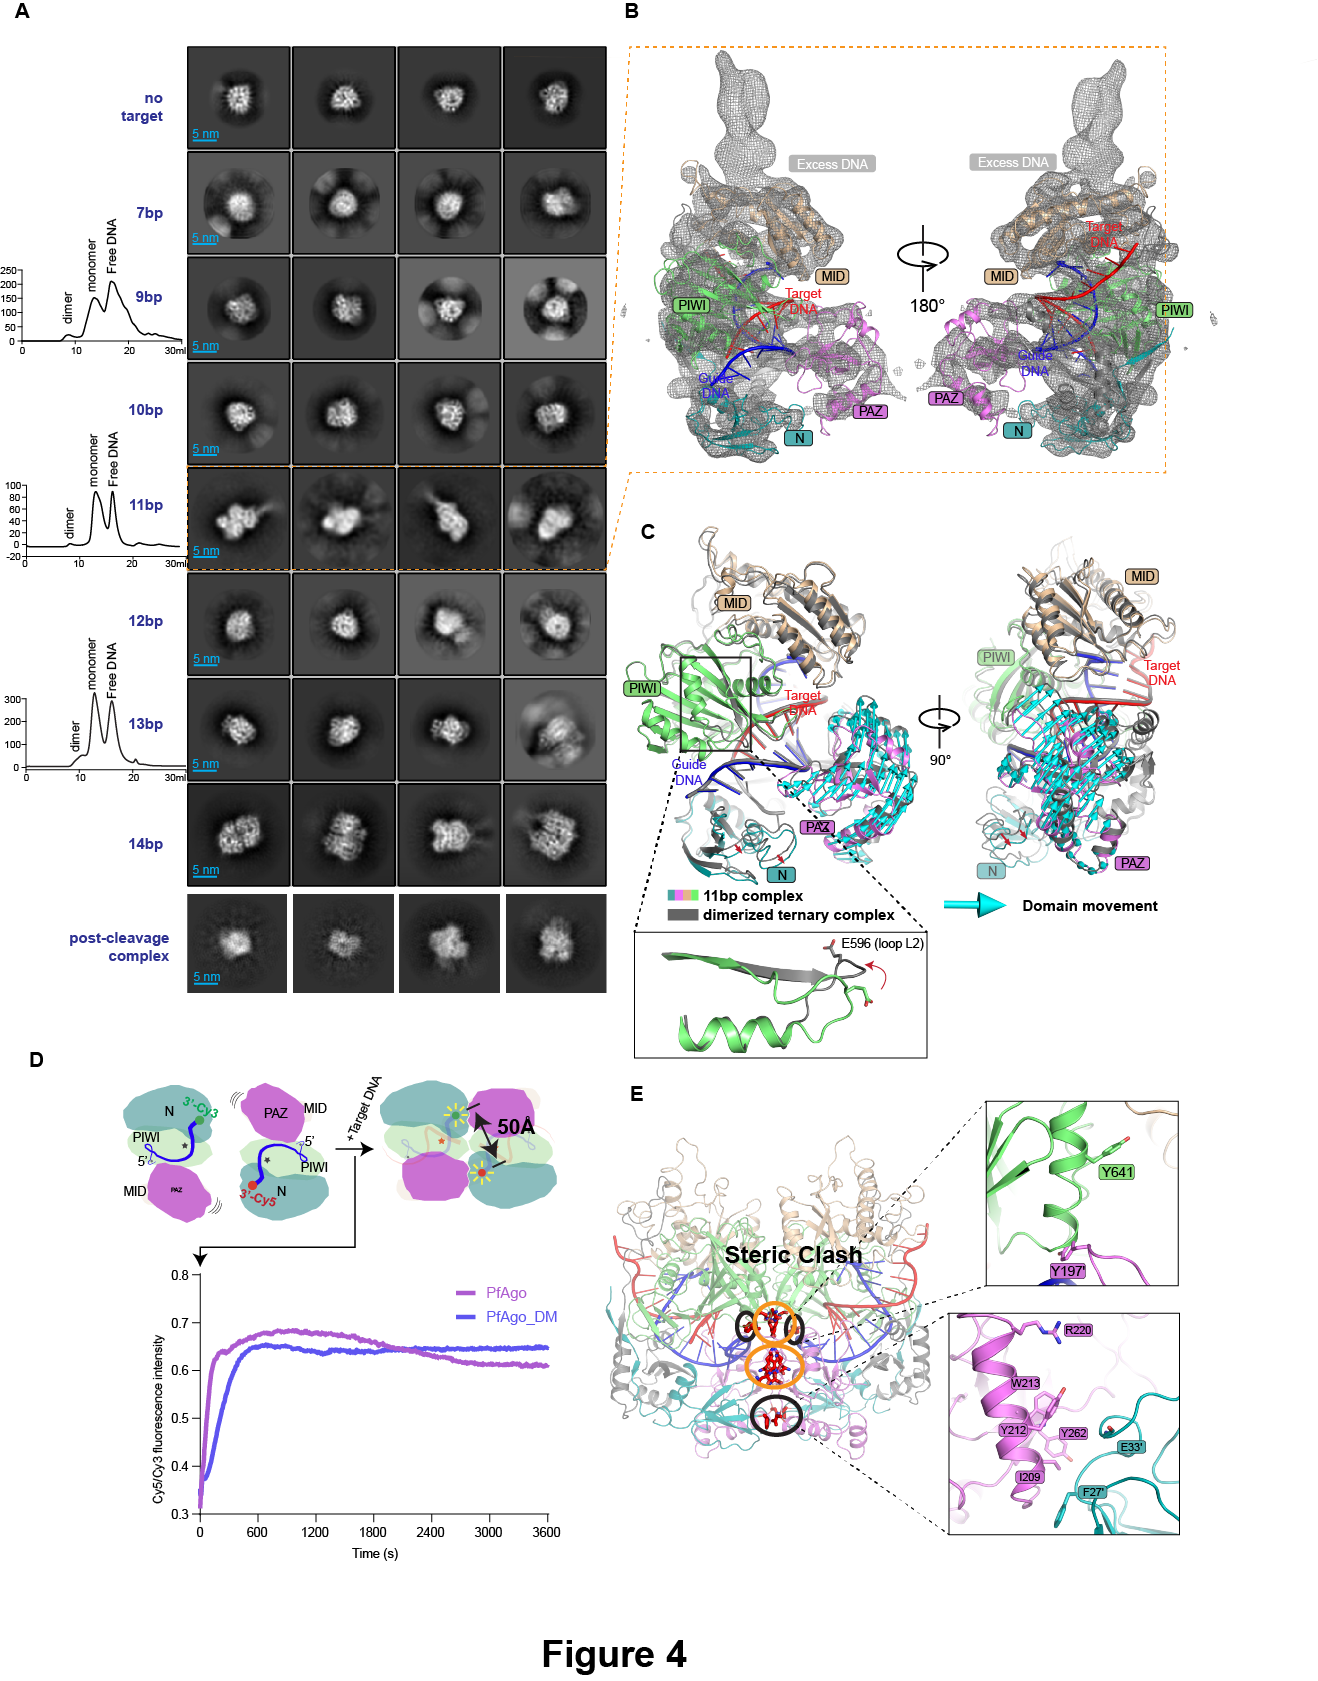 A
no
target
5 nm
7bp
5 nm
250
200
150
100
50
0
dimer
monomer
Free DNA
0
10
20
30ml
9bp
5 nm
10bp
5 nm
100
80
60
40
20
0
-20
dimer
monomer
Free DNA
0
10
20
30ml
11bp
5 nm
12bp
5 nm
300
200
100
0
dimer
monomer
Free DNA
0
10
20
30ml
13bp
5 nm
14bp
5 nm
post-cleavage
complex
5 nm
B
Excess DNA
MID
PIWI
Target
DNA
Guide
DNA
PAZ
N
180°
Excess DNA
Target
DNA
MID
PIWI
Guide
DNA
PAZ
N
C
MID
PIWI
Target
DNA
Guide
DNA
PAZ
N
90°
MID
PIWI
Target
DNA
N
PAZ
11bp complex
dimerized ternary complex
Domain movement
E596 (loop L2)
D
N
3'-Cy3
PIWI
5'
MID
PAZ
PAZ
MID
5'
PIWI
3'-Cy5
N
+Target DNA
50Å
Cy5/Cy3 fluorescence intensity
0.8
0.7
0.6
0.5
0.4
0.3
PfAgo
PfAgo_DM
0
600
1200
1800
2400
3000
3600
Time (s)
E
Steric Clash
Y641
Y197'
R220
W213
Y212
Y262
E33'
I209
F27'
Figure 4